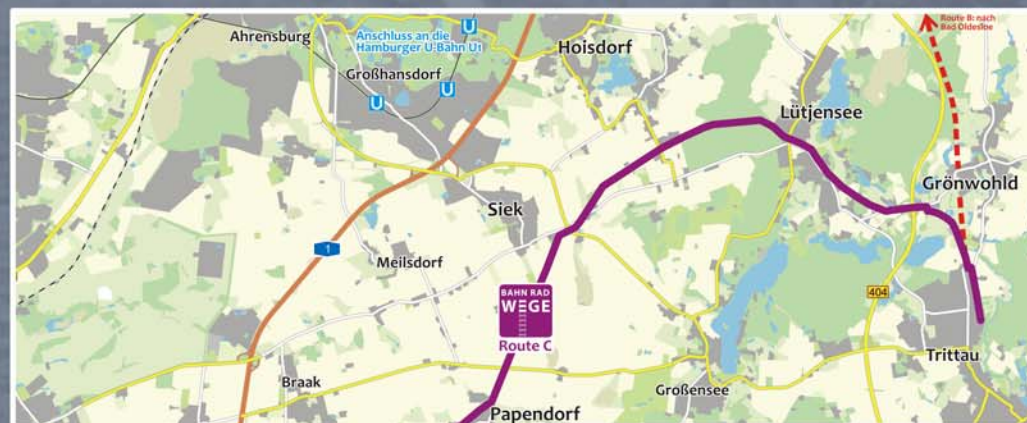 Route B: nach
Bad Oldesloe
Ahrensburg
Anschluss an die
Hamburger U-Bahn U1
U
Hoisdorf
Großhansdorf
U
U
Lütjensee
Grönwohld
Siek
1
Meilsdorf
BAHN RAD
WEGE
Route C
404
Trittau
Braak
Großensee
Papendorf